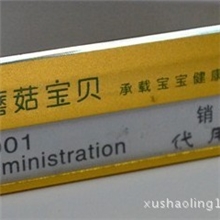 蘑菇宝贝 承载宝宝健康
001 销
ministration 代
xushaoling1